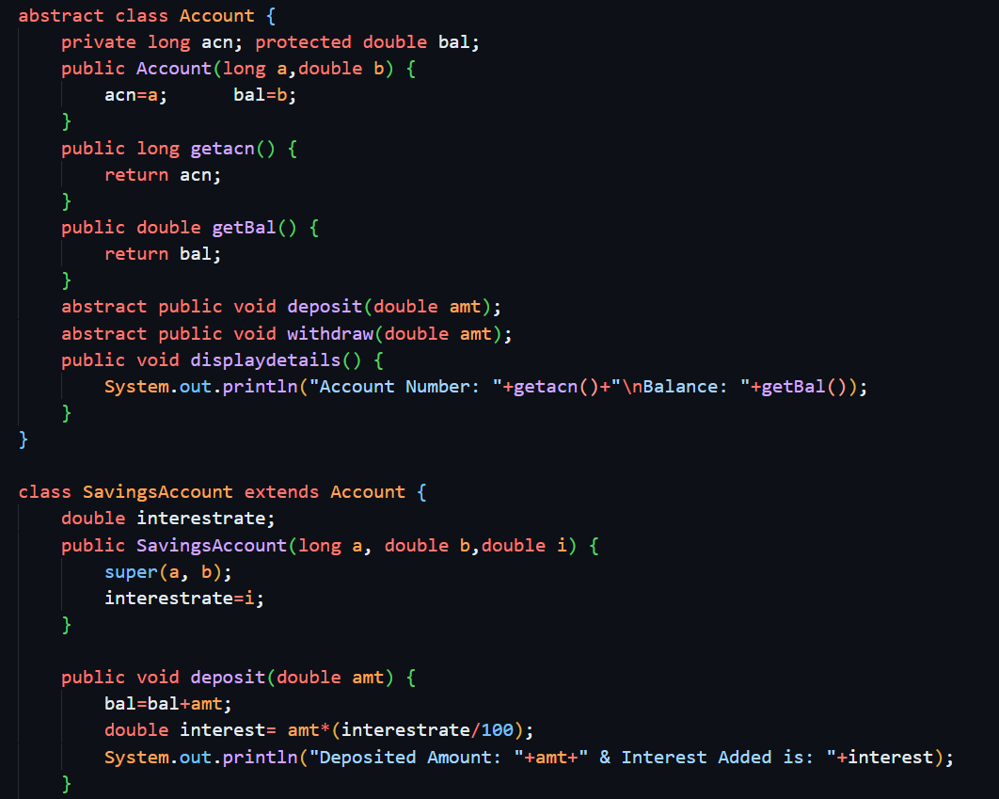 abstract class Account {
    private long acn; protected double bal;
    public Account(long a,double b) {
        acn=a;      bal=b;
    }
    public long getacn() {
        return acn;
    }
    public double getBal() {
        return bal;
    }
    abstract public void deposit(double amt);
    abstract public void withdraw(double amt);
    public void displaydetails() {
        System.out.println("Account Number: "+getacn()+"\nBalance: "+getBal());
    }
}

class SavingsAccount extends Account {
    double interestrate;
    public SavingsAccount(long a, double b,double i) {
        super(a, b);
        interestrate=i;
    }

    public void deposit(double amt) {
        bal=bal+amt;
        double interest= amt*(interestrate/100);
        System.out.println("Deposited Amount: "+amt+" & Interest Added is: "+interest);
    }